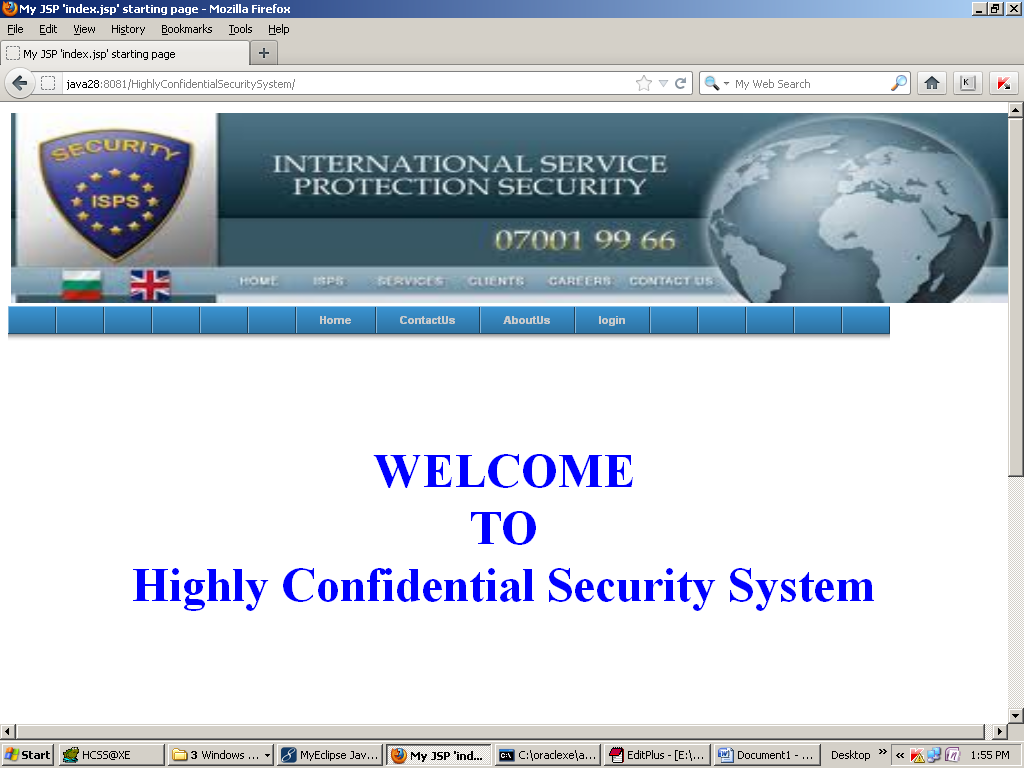 My JSP 'index.jsp' starting page - Mozilla Firefox
File Edit View History Bookmarks Tools Help
My JSP 'index.jsp' starting page
java28:8081/HighlyConfidentialSecuritySystem/
My Web Search
SECURITY
ISPS
INTERNATIONAL SERVICE
PROTECTION SECURITY
07001 99 66
HOME ISPS SERVICES CLIENTS CAREERS CONTACT US
Home ContactUs AboutUs login
WELCOME
TO
Highly Confidential Security System
Start HCSS@XE 3 Windows ... MyEclipse Jav... My JSP 'ind... C:\oraclexe\a... EditPlus - [E:\... Document1 - ... Desktop 1:55 PM